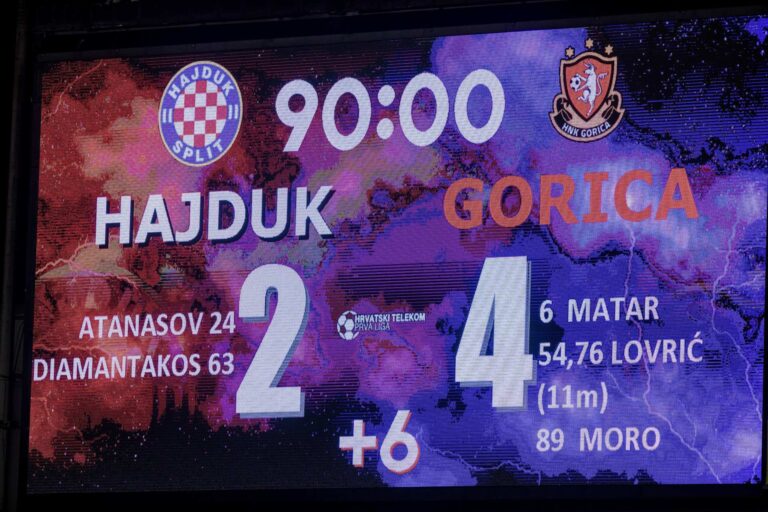 HAJDUK
SPLIT
90:00
HNK GORICA
HAJDUK
GORICA
2
4
ATANASOV 24
DIAMANTAKOS 63
HRVATSKI TELEKOM
PRVA LIGA
6 MATAR
54,76 LOVRIĆ
(11m)
89 MORO
+6